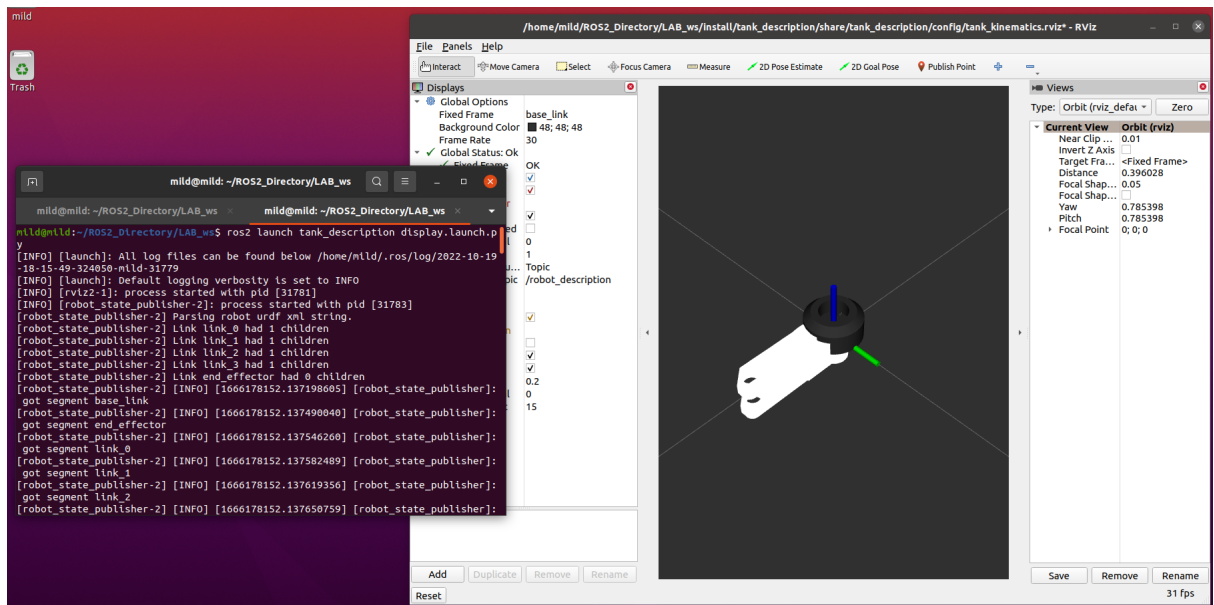 mild
Trash
/home/mild/ROS2_Directory/LAB_ws/install/tank_description/share/tank_description/config/tank_kinematics.rviz* - RViz
File Panels Help
Interact Move Camera Select Focus Camera Measure 2D Pose Estimate 2D Goal Pose Publish Point
Displays
Global Options
Fixed Frame base_link
Background Color 48; 48; 48
Frame Rate 30
Global Status: Ok
Fixed Frame OK
ed
0
1
Topic
/robot_description
0.2
0
15
Add Duplicate Remove Rename
Reset
mild@mild: ~/ROS2_Directory/LAB_ws
mild@mild: ~/ROS2_Directory/LAB_ws × mild@mild: ~/ROS2_Directory/LAB_ws ×
mild@mild:~/ROS2_Directory/LAB_ws$ ros2 launch tank_description display.launch.p
y
[INFO] [launch]: All log files can be found below /home/mild/.ros/log/2022-10-19
-18-15-49-324050-mild-31779
[INFO] [launch]: Default logging verbosity is set to INFO
[INFO] [rviz2-1]: process started with pid [31781]
[INFO] [robot_state_publisher-2]: process started with pid [31783]
[robot_state_publisher-2] Parsing robot urdf xml string.
[robot_state_publisher-2] Link link_0 had 1 children
[robot_state_publisher-2] Link link_1 had 1 children
[robot_state_publisher-2] Link link_2 had 1 children
[robot_state_publisher-2] Link link_3 had 1 children
[robot_state_publisher-2] Link end_effector had 0 children
[robot_state_publisher-2] [INFO] [1666178152.137198605] [robot_state_publisher]:
got segment base_link
[robot_state_publisher-2] [INFO] [1666178152.137490040] [robot_state_publisher]:
got segment end_effector
[robot_state_publisher-2] [INFO] [1666178152.137546260] [robot_state_publisher]:
got segment link_0
[robot_state_publisher-2] [INFO] [1666178152.137582489] [robot_state_publisher]:
got segment link_1
[robot_state_publisher-2] [INFO] [1666178152.137619356] [robot_state_publisher]:
got segment link_2
[robot_state_publisher-2] [INFO] [1666178152.137650759] [robot_state_publisher]:
Views
Type: Orbit (rviz_defau Zero
Current View Orbit (rviz)
Near Clip ... 0.01
Invert Z Axis
Target Fra... <Fixed Frame>
Distance 0.396028
Focal Shap... 0.05
Focal Shap...
Yaw 0.785398
Pitch 0.785398
Focal Point 0; 0; 0
Save Remove Rename
31 fps